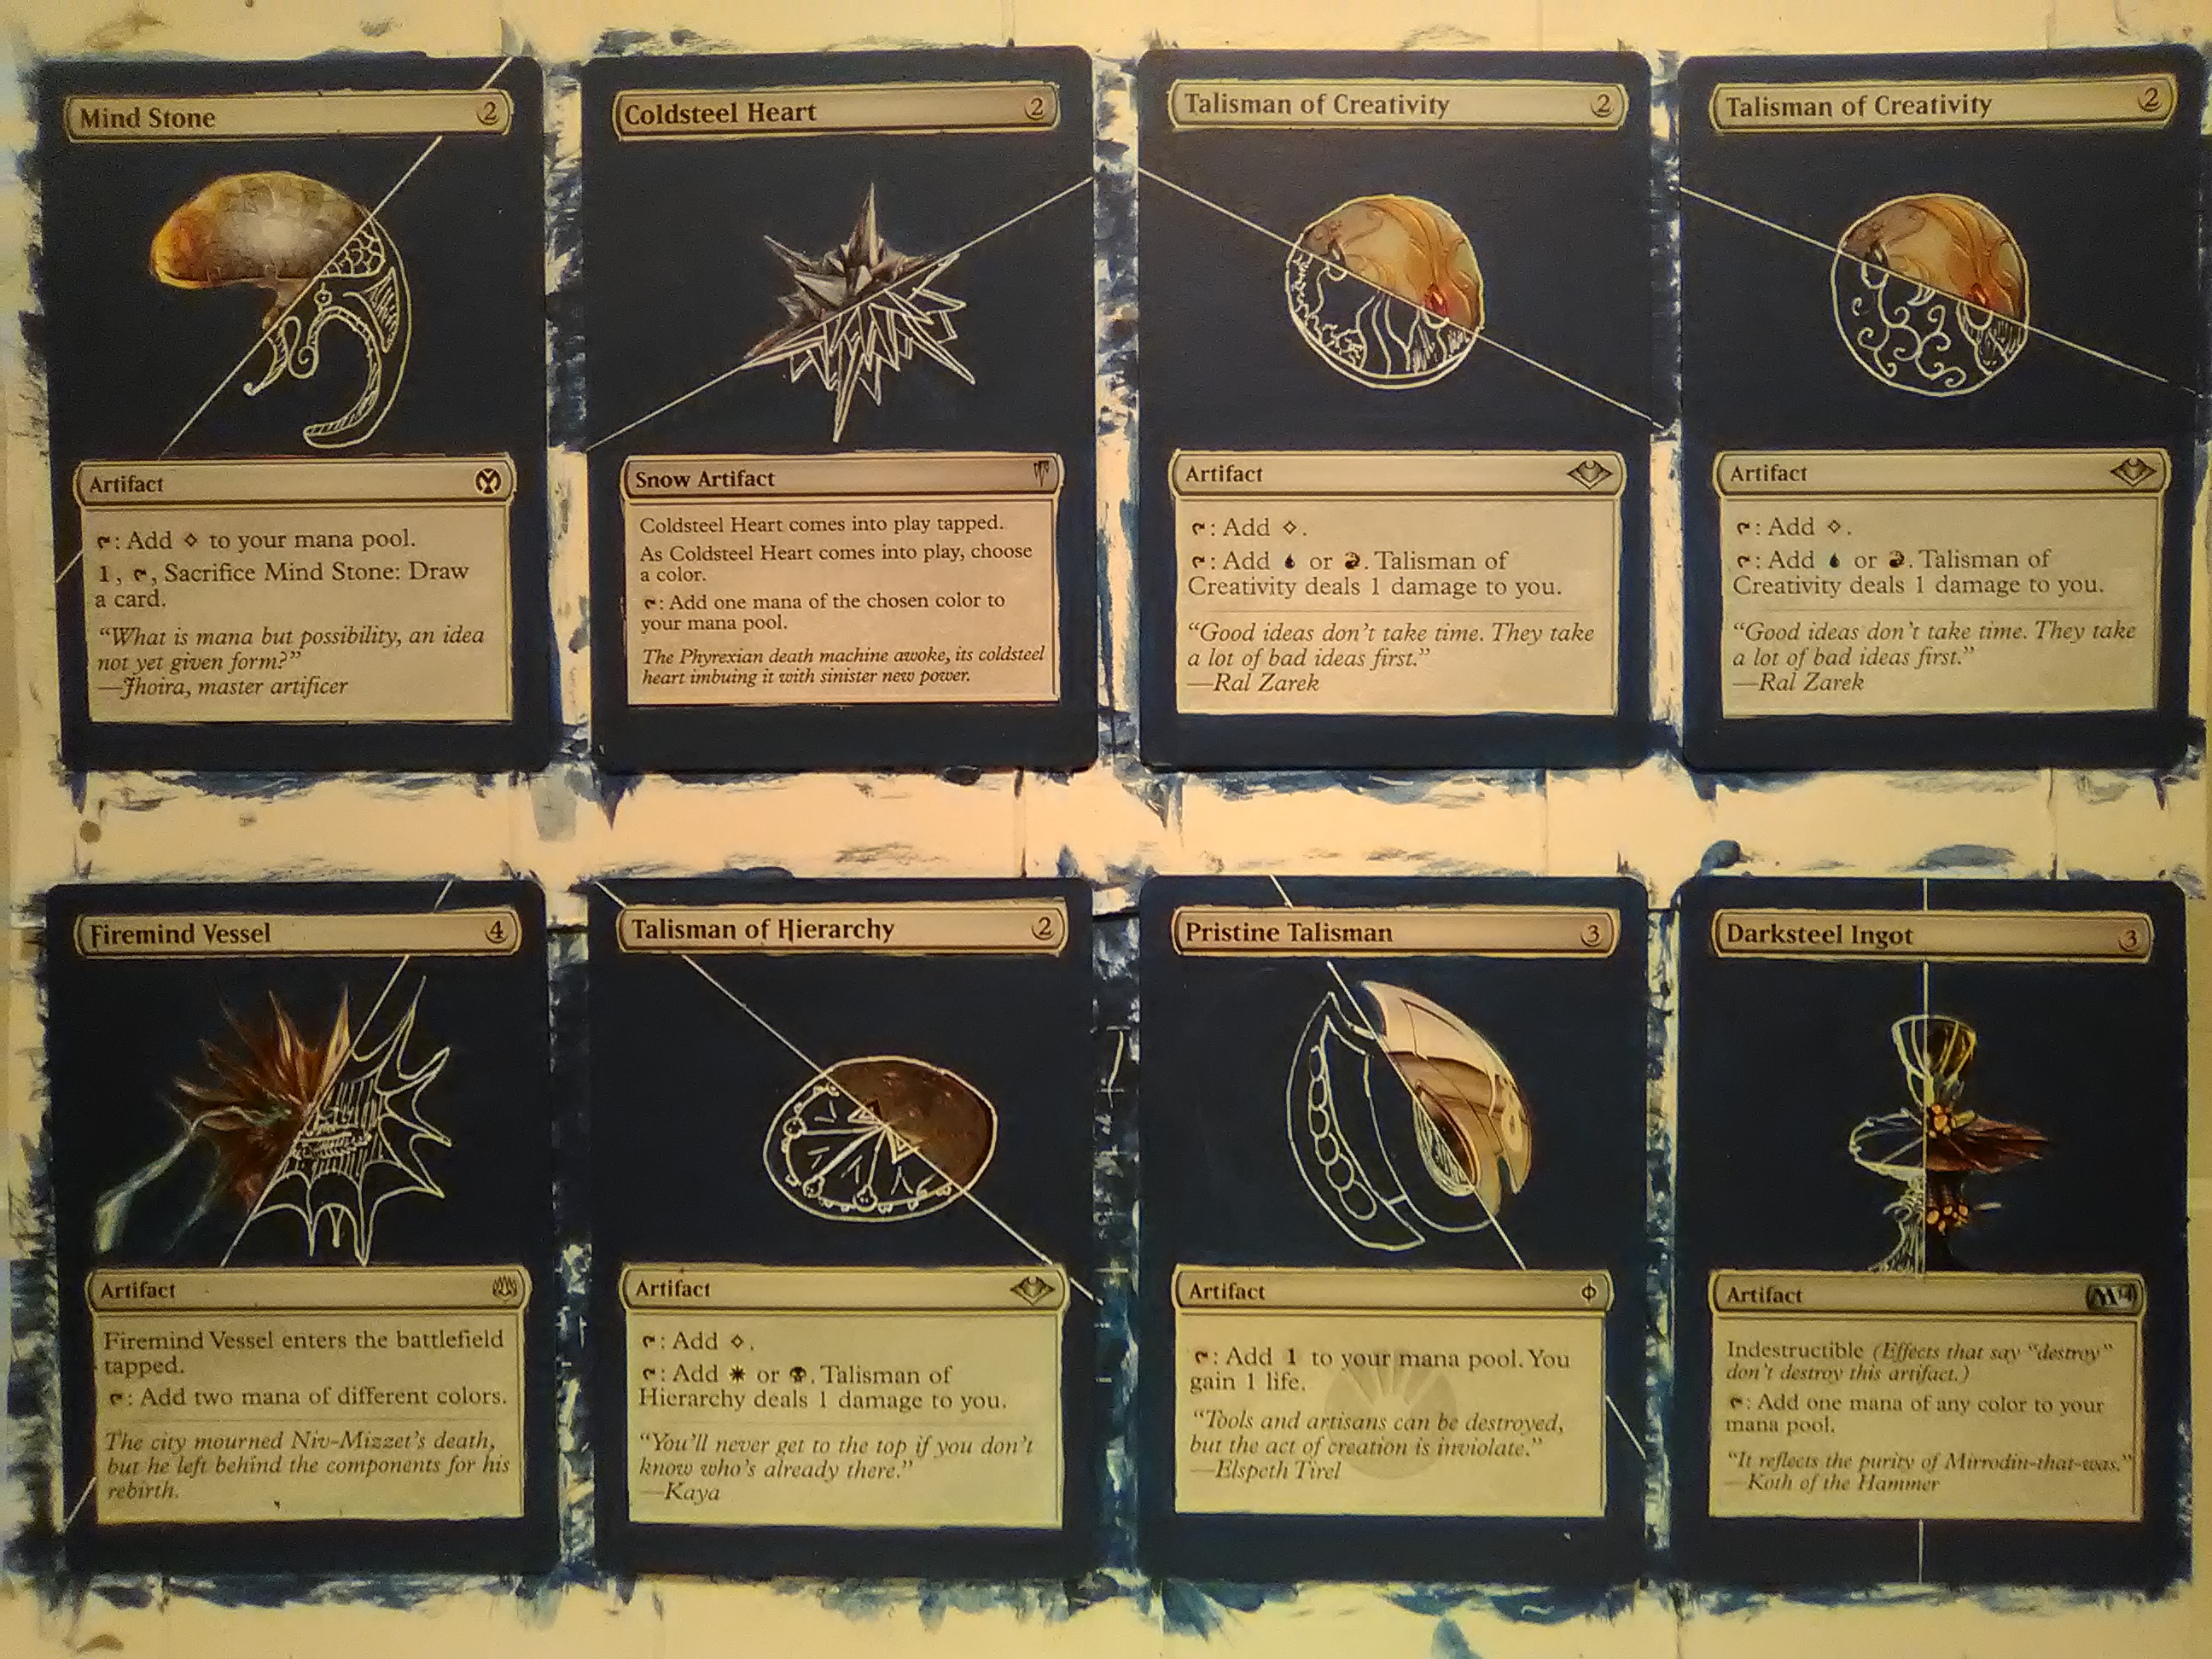 Mind Stone 2
Artifact
: Add to your mana pool.
1, , Sacrifice Mind Stone: Draw
a card.
“What is mana but possibility, an idea
not yet given form?”
—Jhoira, master artificer
Coldsteel Heart 2
Snow Artifact
Coldsteel Heart comes into play tapped.
As Coldsteel Heart comes into play, choose
a color.
: Add one mana of the chosen color to
your mana pool.
The Phyrexian death machine awoke, its coldsteel
heart imbuing it with sinister new power.
Talisman of Creativity 2
Artifact
: Add .
: Add or . Talisman of
Creativity deals 1 damage to you.
“Good ideas don’t take time. They take
a lot of bad ideas first.”
—Ral Zarek
Talisman of Creativity 2
Artifact
: Add .
: Add or . Talisman of
Creativity deals 1 damage to you.
“Good ideas don’t take time. They take
a lot of bad ideas first.”
—Ral Zarek
Firemind Vessel 4
Artifact
Firemind Vessel enters the battlefield
tapped.
: Add two mana of different colors.
The city mourned Niv-Mizzet’s death,
but he left behind the components for his
rebirth.
Talisman of Hierarchy 2
Artifact
: Add .
: Add or . Talisman of
Hierarchy deals 1 damage to you.
“You’ll never get to the top if you don’t
know who’s already there.”
—Kaya
Pristine Talisman 3
Artifact
: Add 1 to your mana pool. You
gain 1 life.
“Tools and artisans can be destroyed,
but the act of creation is inviolate.”
—Elspeth Tirel
Darksteel Ingot 3
Artifact M14
Indestructible (Effects that say “destroy”
don’t destroy this artifact.)
: Add one mana of any color to your
mana pool.
“It reflects the purity of Mirrodin-that-was.”
—Koth of the Hammer